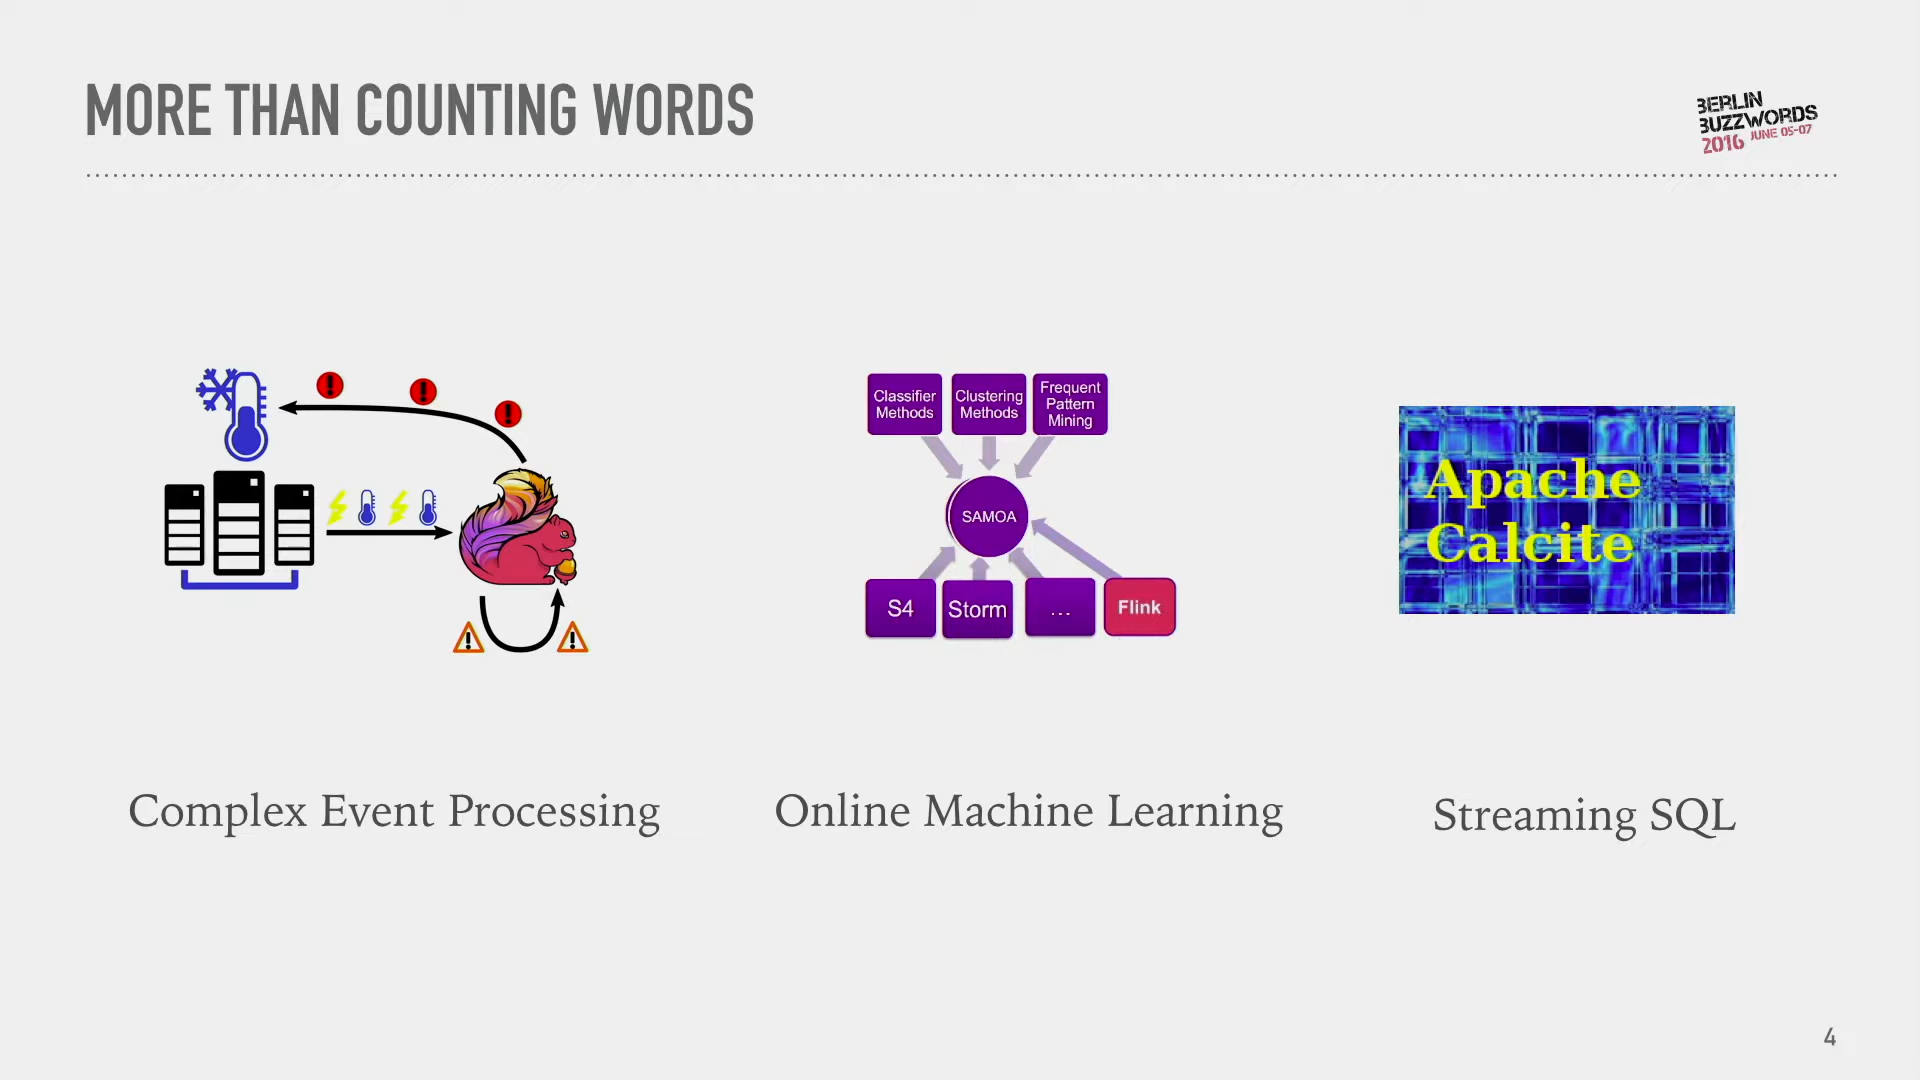 MORE THAN COUNTING WORDS
BERLIN
BUZZWORDS
2016 JUNE 05-07
Classifier
Methods
Clustering
Methods
Frequent
Pattern
Mining
SAMOA
S4
Storm
...
Flink
Apache
Calcite
Complex Event Processing
Online Machine Learning
Streaming SQL
4